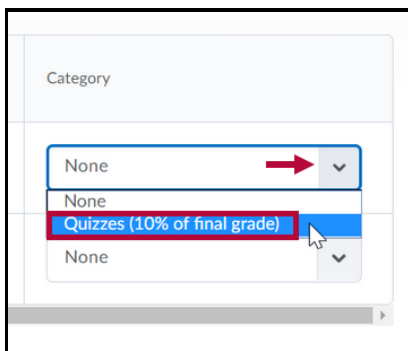 Category
None
None
Quizzes (10% of final grade)
None